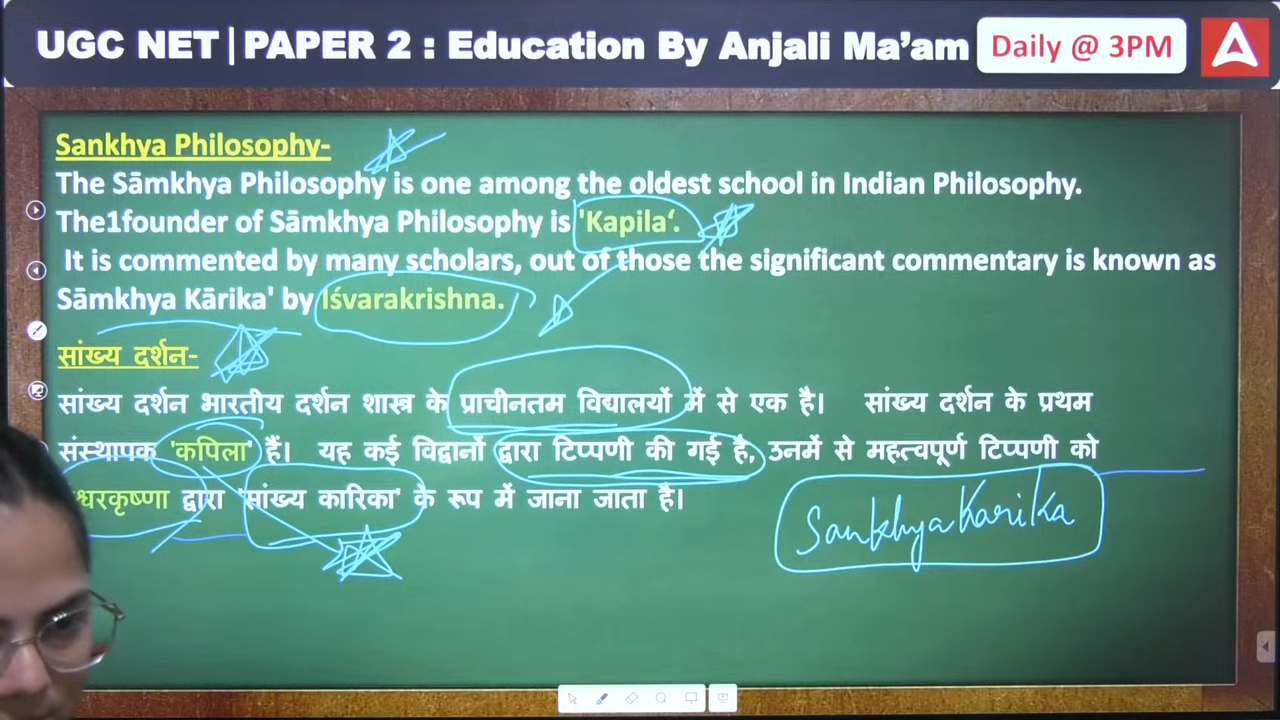 UGC NET | PAPER 2 : Education By Anjali Ma’am
Daily @ 3PM
Sankhya Philosophy-
The Sāmkhya Philosophy is one among the oldest school in Indian Philosophy.
The1founder of Sāmkhya Philosophy is 'Kapila‘.
It is commented by many scholars, out of those the significant commentary is known as
Sāmkhya Kārika' by Iśvarakrishna.
सांख्य दर्शन-
सांख्य दर्शन भारतीय दर्शन शास्त्र के प्राचीनतम विद्यालयों में से एक है। सांख्य दर्शन के प्रथम
संस्थापक 'कपिला' हैं। यह कई विद्वानों द्वारा टिप्पणी की गई है, उनमें से महत्वपूर्ण टिप्पणी को
द्वारा 'सांख्य कारिका' के रूप में जाना जाता है।
Sankhya Karika